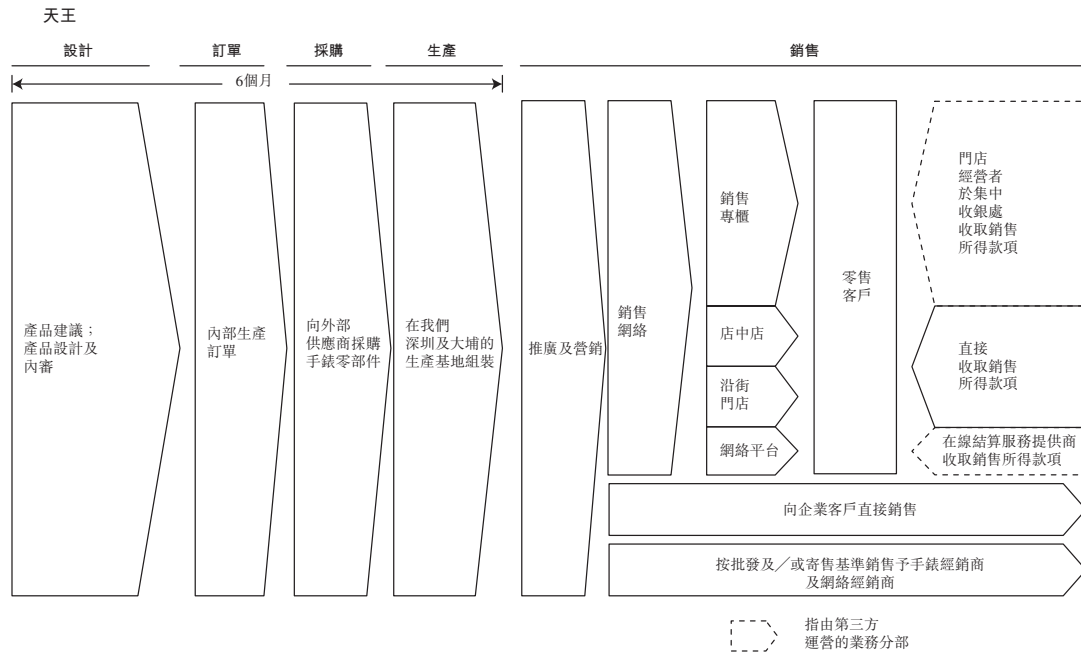 天王
設計
訂單
採購
生產
銷售
6個月
產品建議；
產品設計及
內審
內部生產
訂單
向外部
供應商採購
手錶零部件
在我們
深圳及大埔的
生產基地組裝
推廣及營銷
銷售
網絡
銷售
專櫃
店中店
沿街
門店
網絡平台
零售
客戶
門店
經營者
於集中
收銀處
收取銷售
所得款項
直接
收取銷售
所得款項
在線結算服務提供商
收取銷售所得款項
向企業客戶直接銷售
按批發及／或寄售基準銷售予手錶經銷商
及網絡經銷商
指由第三方
運營的業務分部